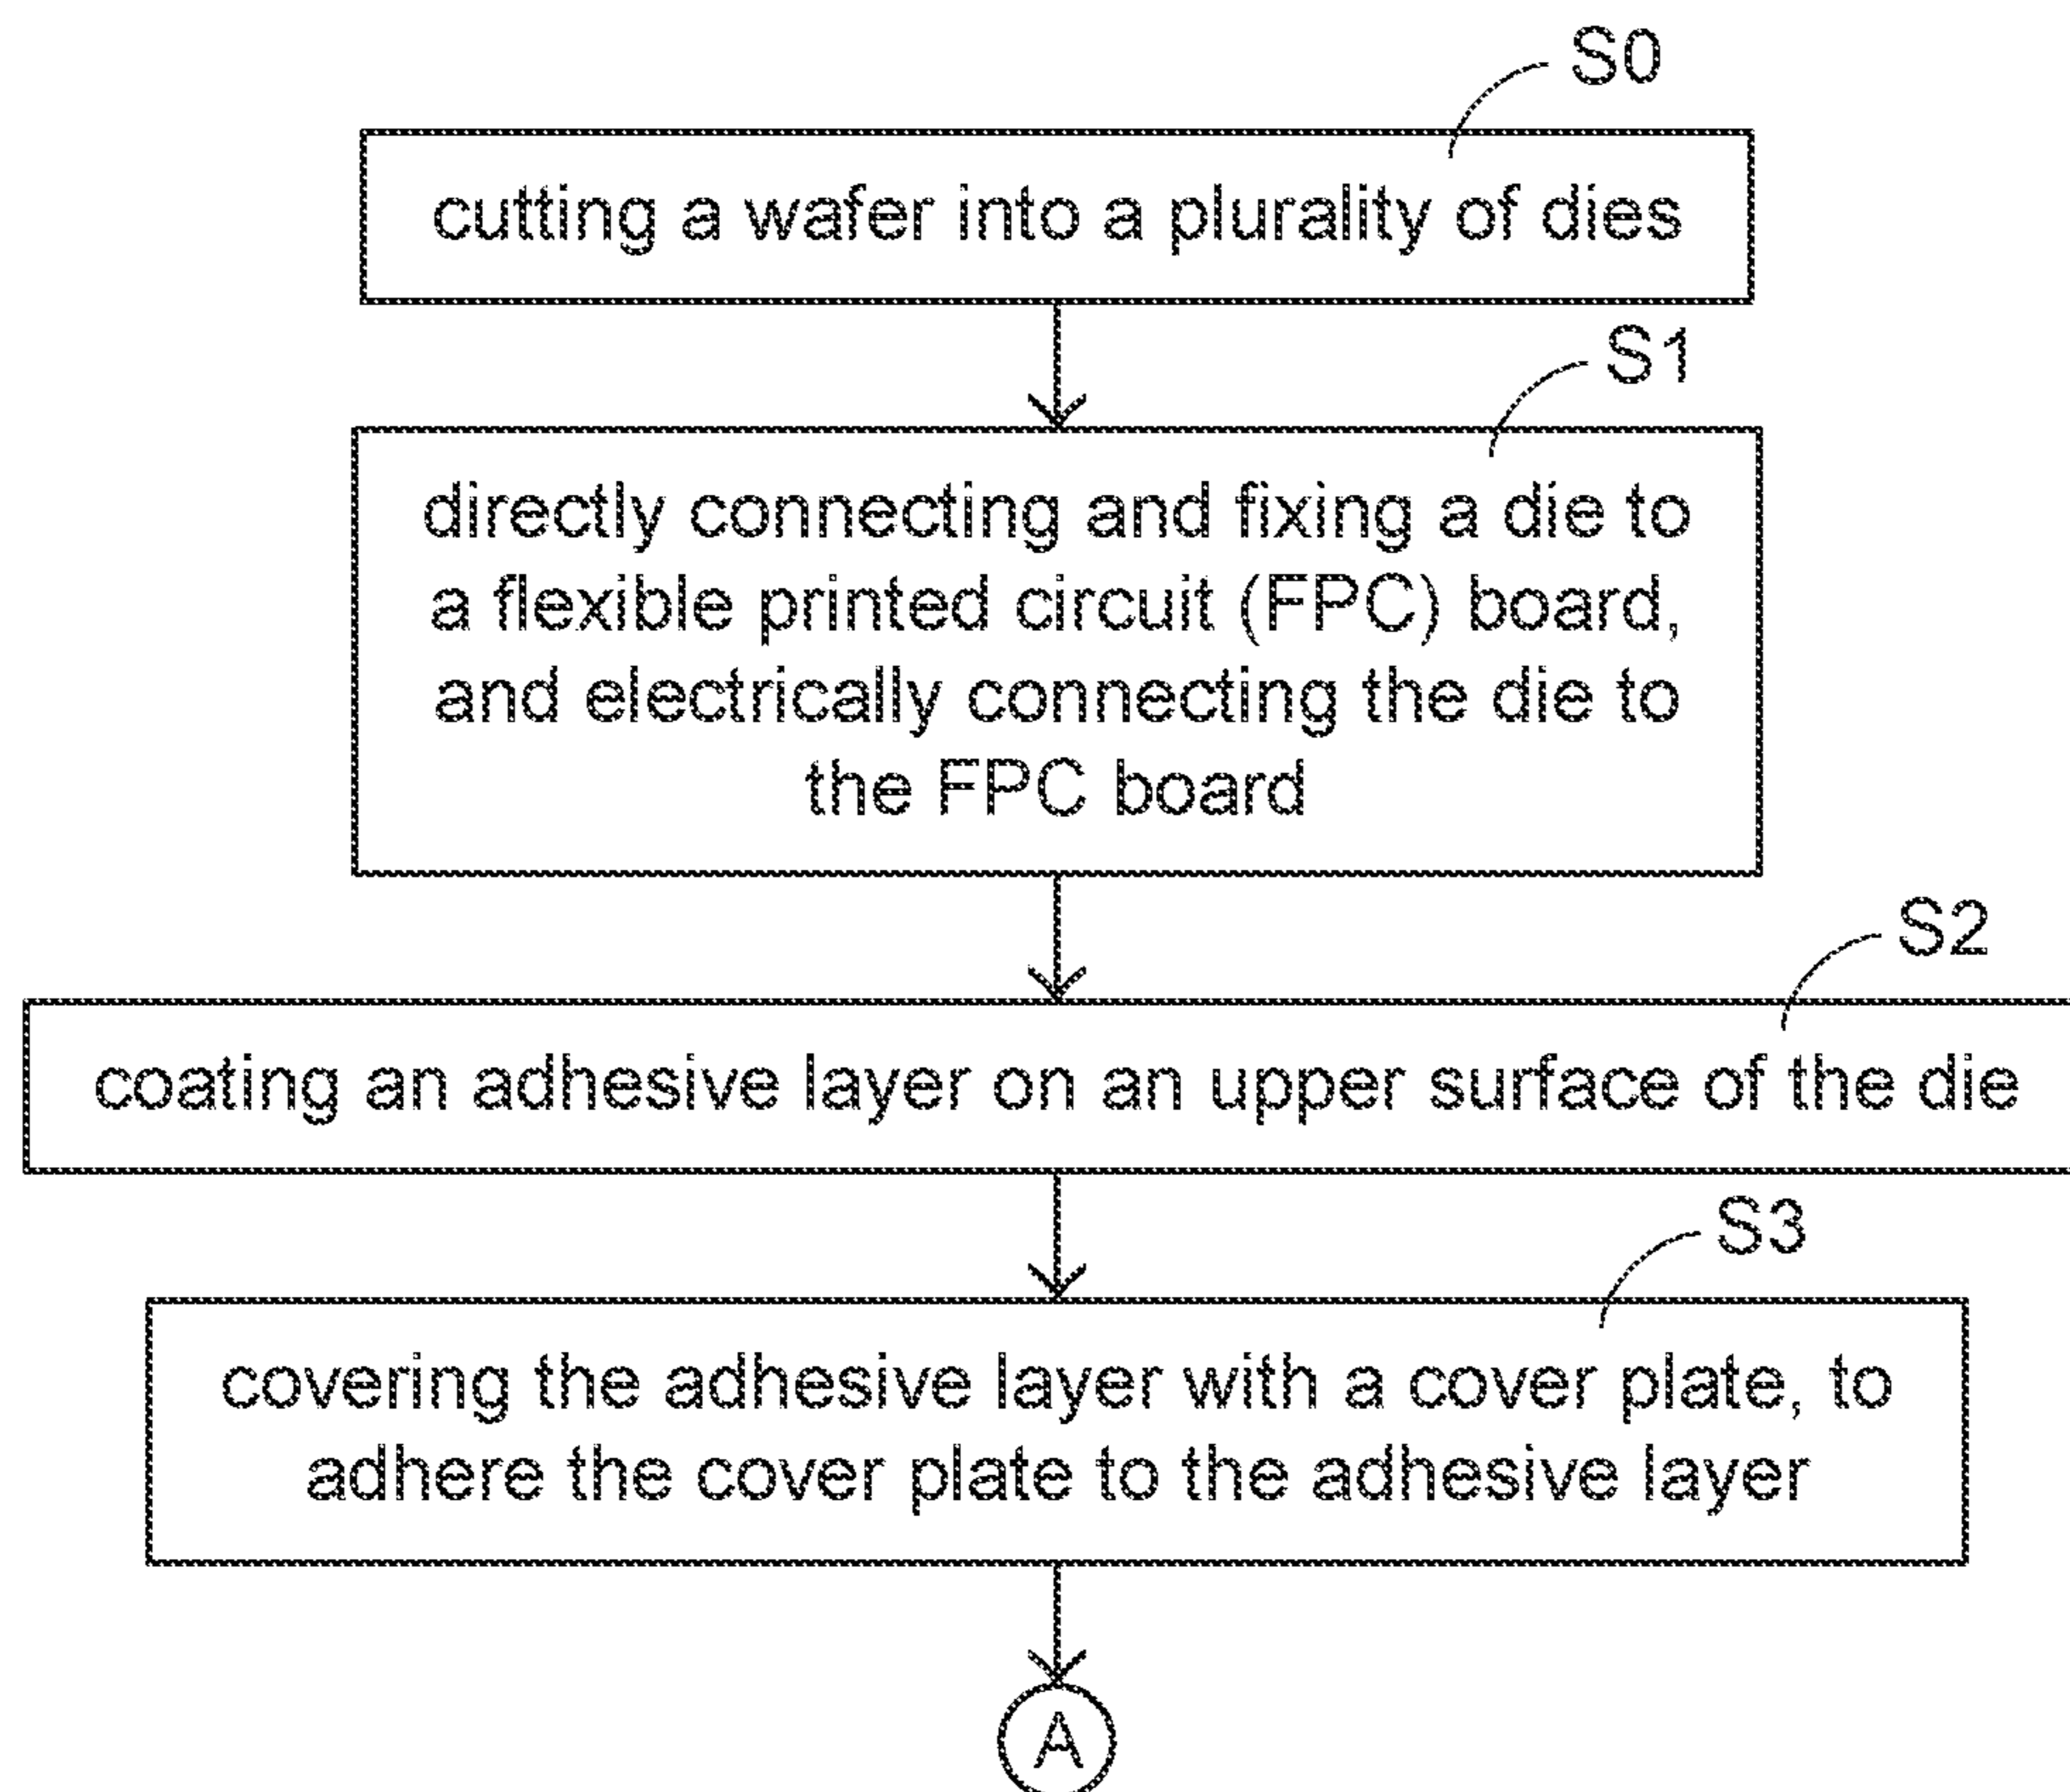 S0
cutting a wafer into a plurality of dies
S1
directly connecting and fixing a die to
a flexible printed circuit (FPC) board,
and electrically connecting the die to
the FPC board
S2
coating an adhesive layer on an upper surface of the die
S3
covering the adhesive layer with a cover plate, to
adhere the cover plate to the adhesive layer
A